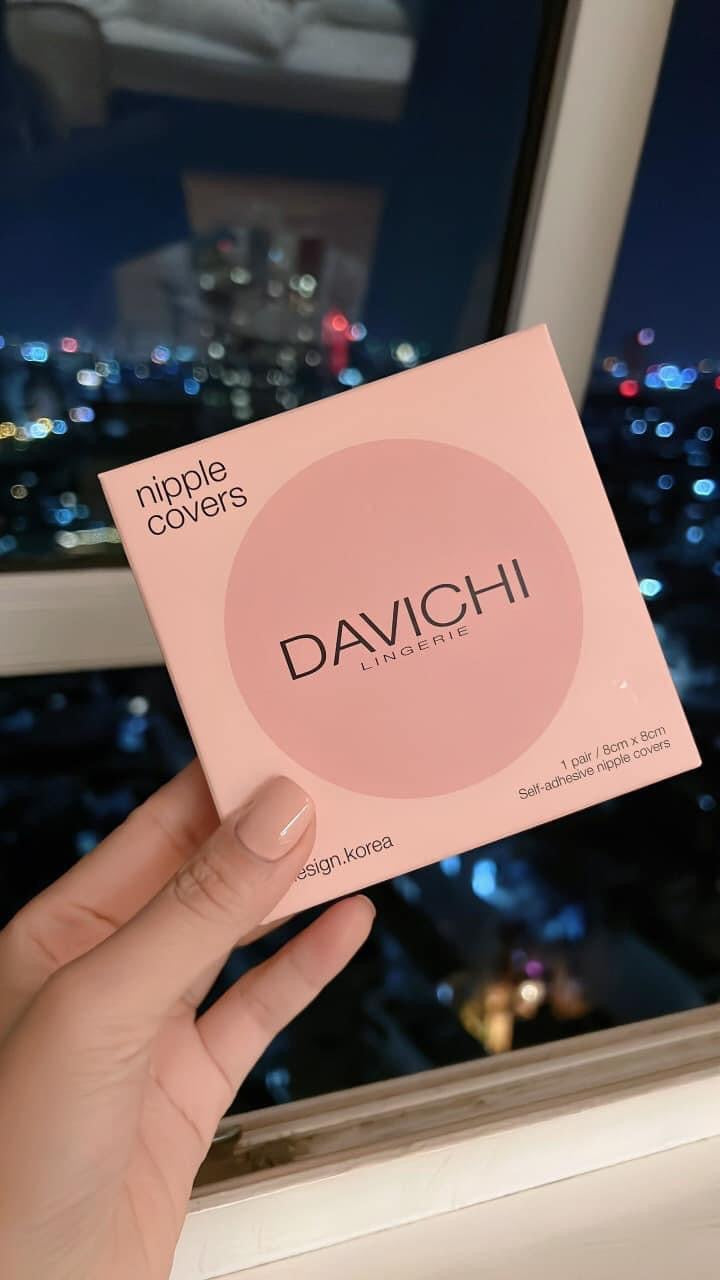 nipple
covers
DAVICHI
LINGERIE
1 pair / 8cm x 8cm
Self-adhesive nipple covers
esign.korea